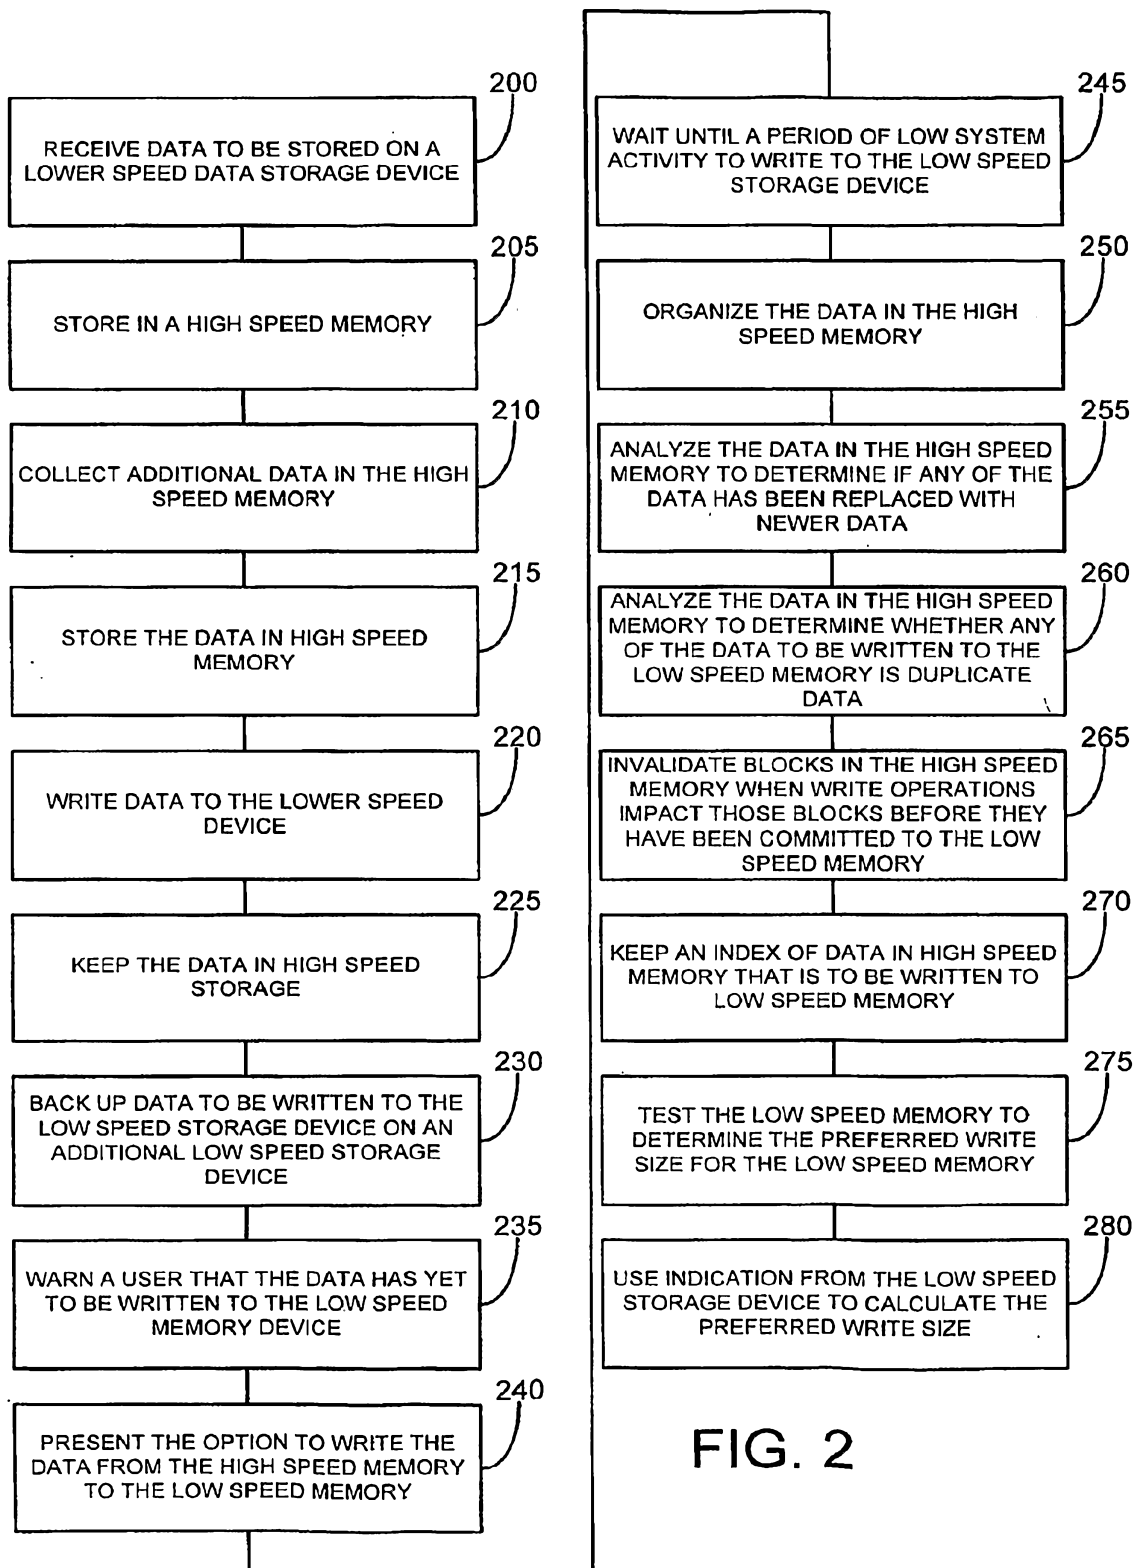 200
RECEIVE DATA TO BE STORED ON A
LOWER SPEED DATA STORAGE DEVICE
205
STORE IN A HIGH SPEED MEMORY
210
COLLECT ADDITIONAL DATA IN THE HIGH
SPEED MEMORY
215
STORE THE DATA IN HIGH SPEED
MEMORY
220
WRITE DATA TO THE LOWER SPEED
DEVICE
225
KEEP THE DATA IN HIGH SPEED
STORAGE
230
BACK UP DATA TO BE WRITTEN TO THE
LOW SPEED STORAGE DEVICE ON AN
ADDITIONAL LOW SPEED STORAGE
DEVICE
235
WARN A USER THAT THE DATA HAS YET
TO BE WRITTEN TO THE LOW SPEED
MEMORY DEVICE
240
PRESENT THE OPTION TO WRITE THE
DATA FROM THE HIGH SPEED MEMORY
TO THE LOW SPEED MEMORY
245
WAIT UNTIL A PERIOD OF LOW SYSTEM
ACTIVITY TO WRITE TO THE LOW SPEED
STORAGE DEVICE
250
ORGANIZE THE DATA IN THE HIGH
SPEED MEMORY
255
ANALYZE THE DATA IN THE HIGH SPEED
MEMORY TO DETERMINE IF ANY OF THE
DATA HAS BEEN REPLACED WITH
NEWER DATA
260
ANALYZE THE DATA IN THE HIGH SPEED
MEMORY TO DETERMINE WHETHER ANY
OF THE DATA TO BE WRITTEN TO THE
LOW SPEED MEMORY IS DUPLICATE
DATA
265
INVALIDATE BLOCKS IN THE HIGH SPEED
MEMORY WHEN WRITE OPERATIONS
IMPACT THOSE BLOCKS BEFORE THEY
HAVE BEEN COMMITTED TO THE LOW
SPEED MEMORY
270
KEEP AN INDEX OF DATA IN HIGH SPEED
MEMORY THAT IS TO BE WRITTEN TO
LOW SPEED MEMORY
275
TEST THE LOW SPEED MEMORY TO
DETERMINE THE PREFERRED WRITE
SIZE FOR THE LOW SPEED MEMORY
280
USE INDICATION FROM THE LOW SPEED
STORAGE DEVICE TO CALCULATE THE
PREFERRED WRITE SIZE
FIG. 2